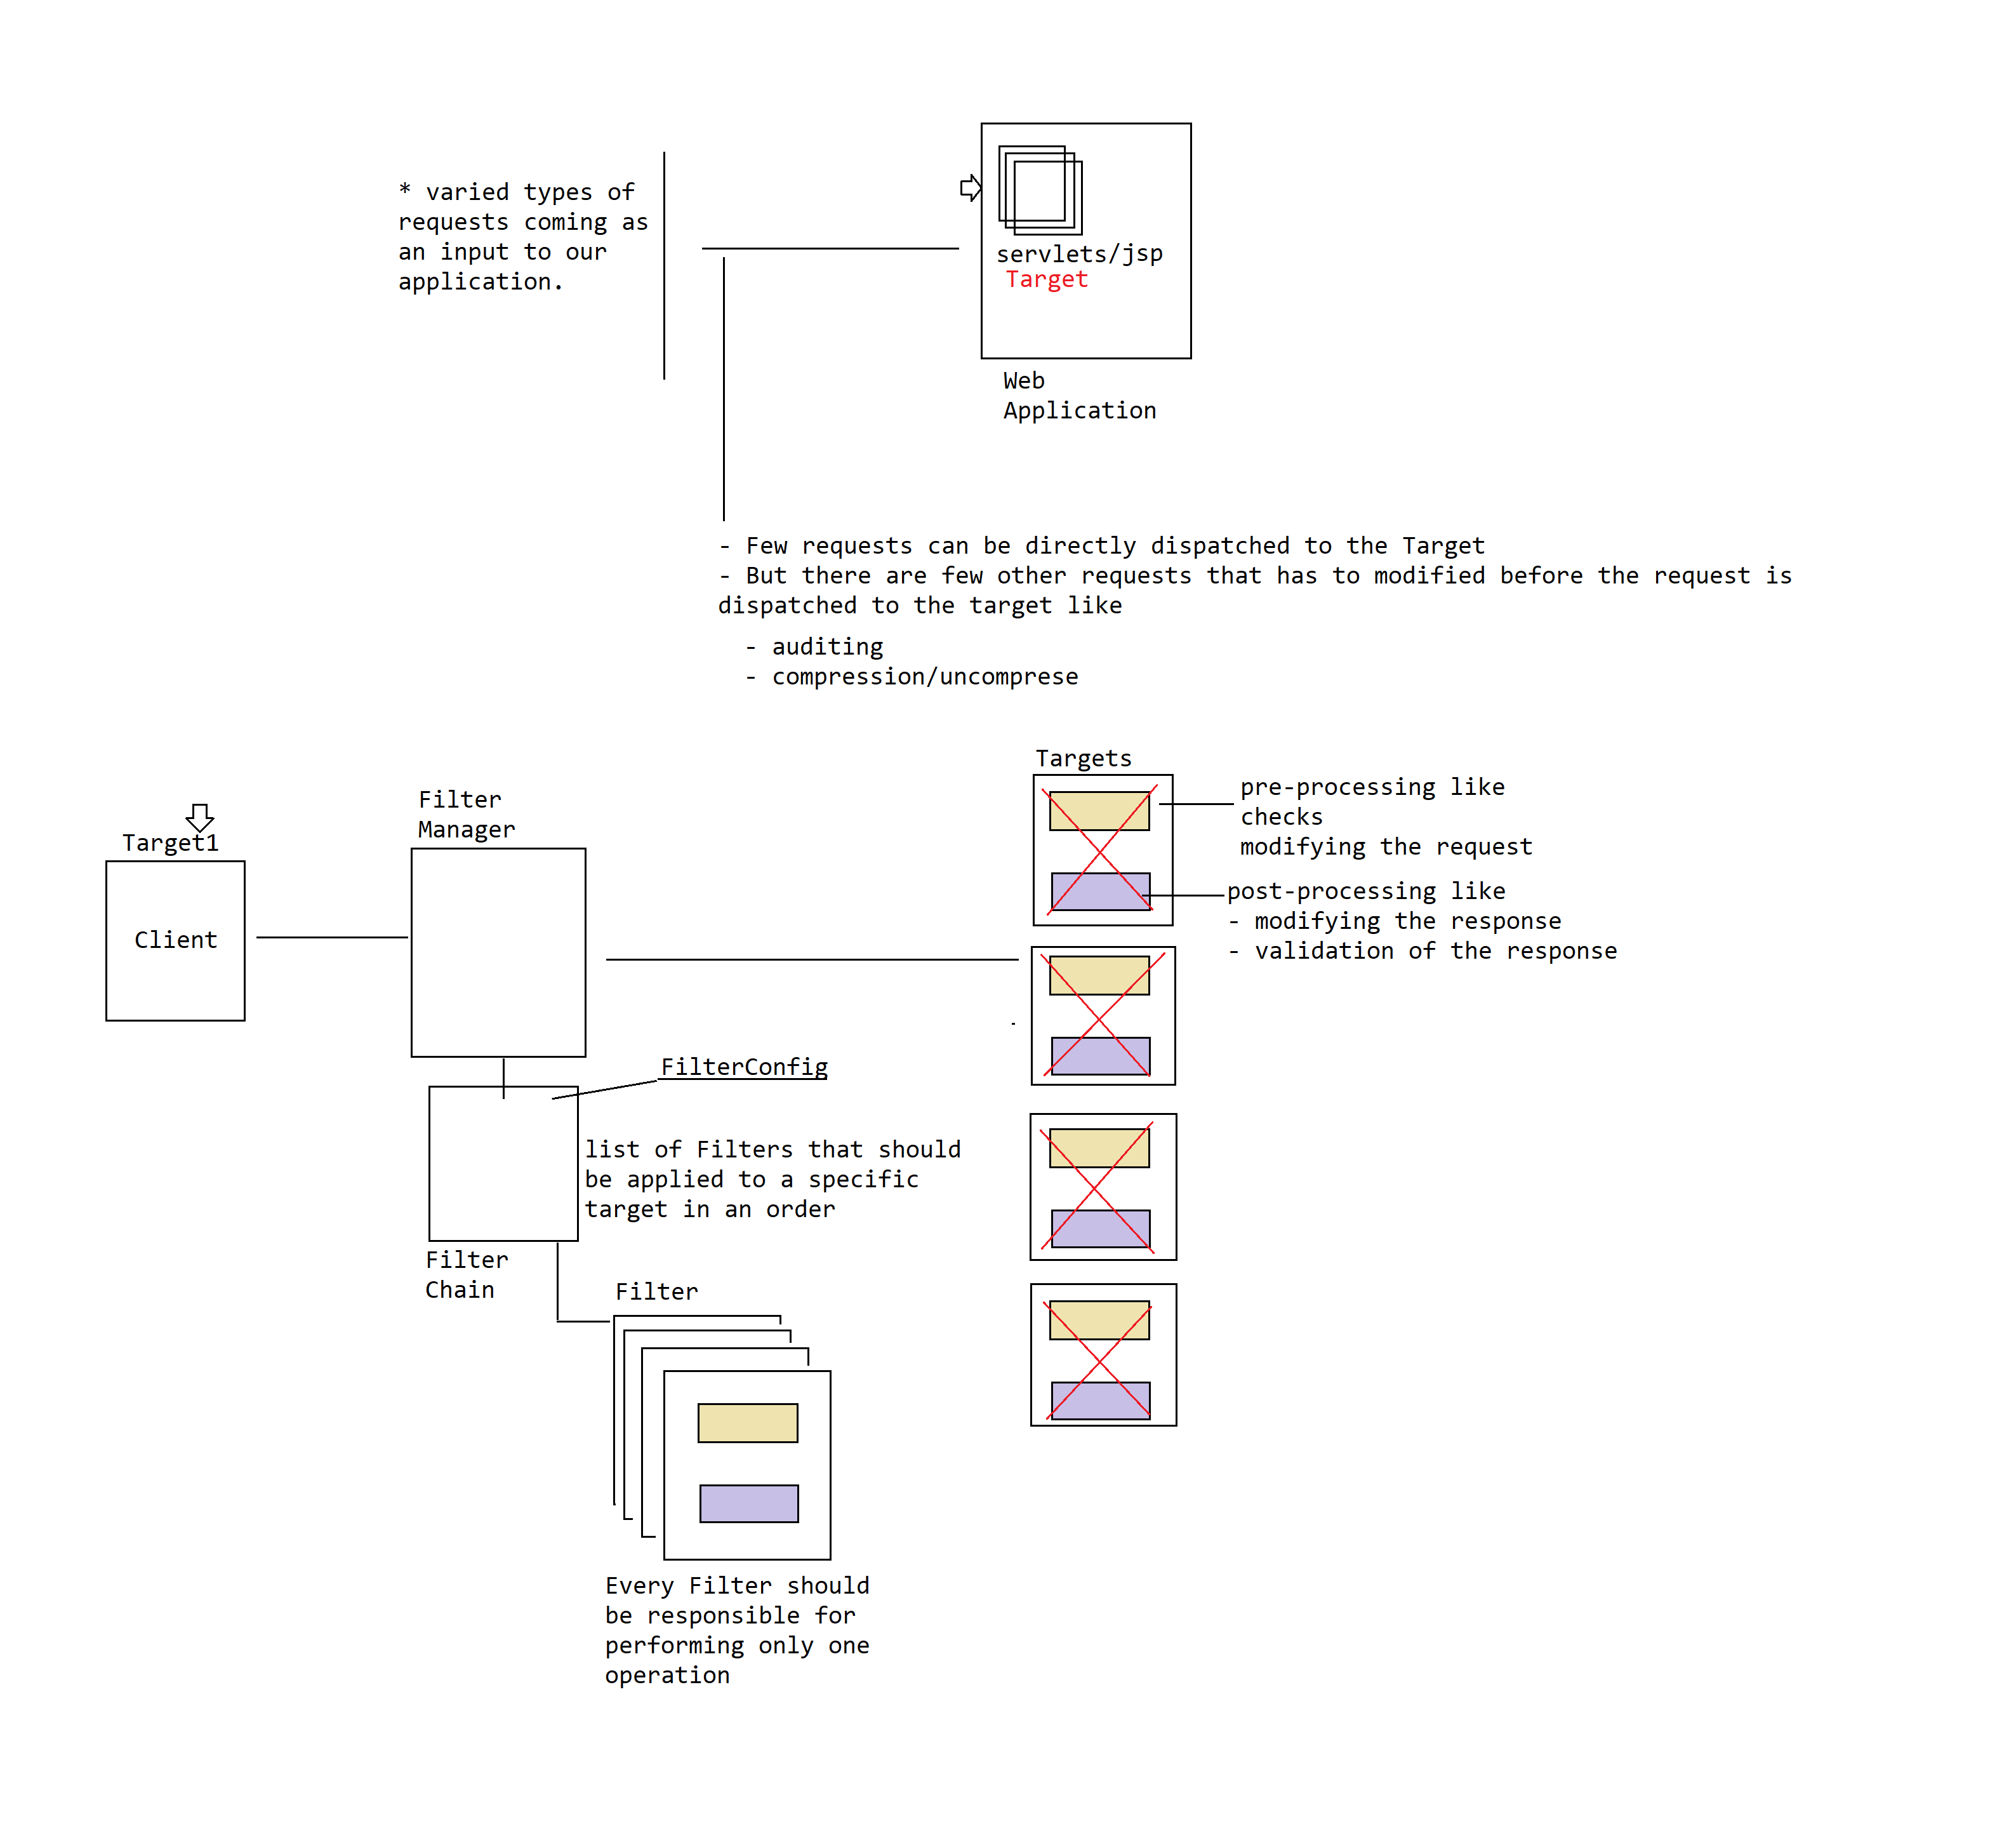 * varied types of
requests coming as
an input to our
application.
servlets/jsp
Target
Web
Application
- Few requests can be directly dispatched to the Target
- But there are few other requests that has to modified before the request is
dispatched to the target like
- auditing
- compression/uncomprese
Targets
pre-processing like
checks
modifying the request
post-processing like
- modifying the response
- validation of the response
Filter
Manager
Target1
Client
FilterConfig
list of Filters that should
be applied to a specific
target in an order
Filter
Chain
Filter
Every Filter should
be responsible for
performing only one
operation